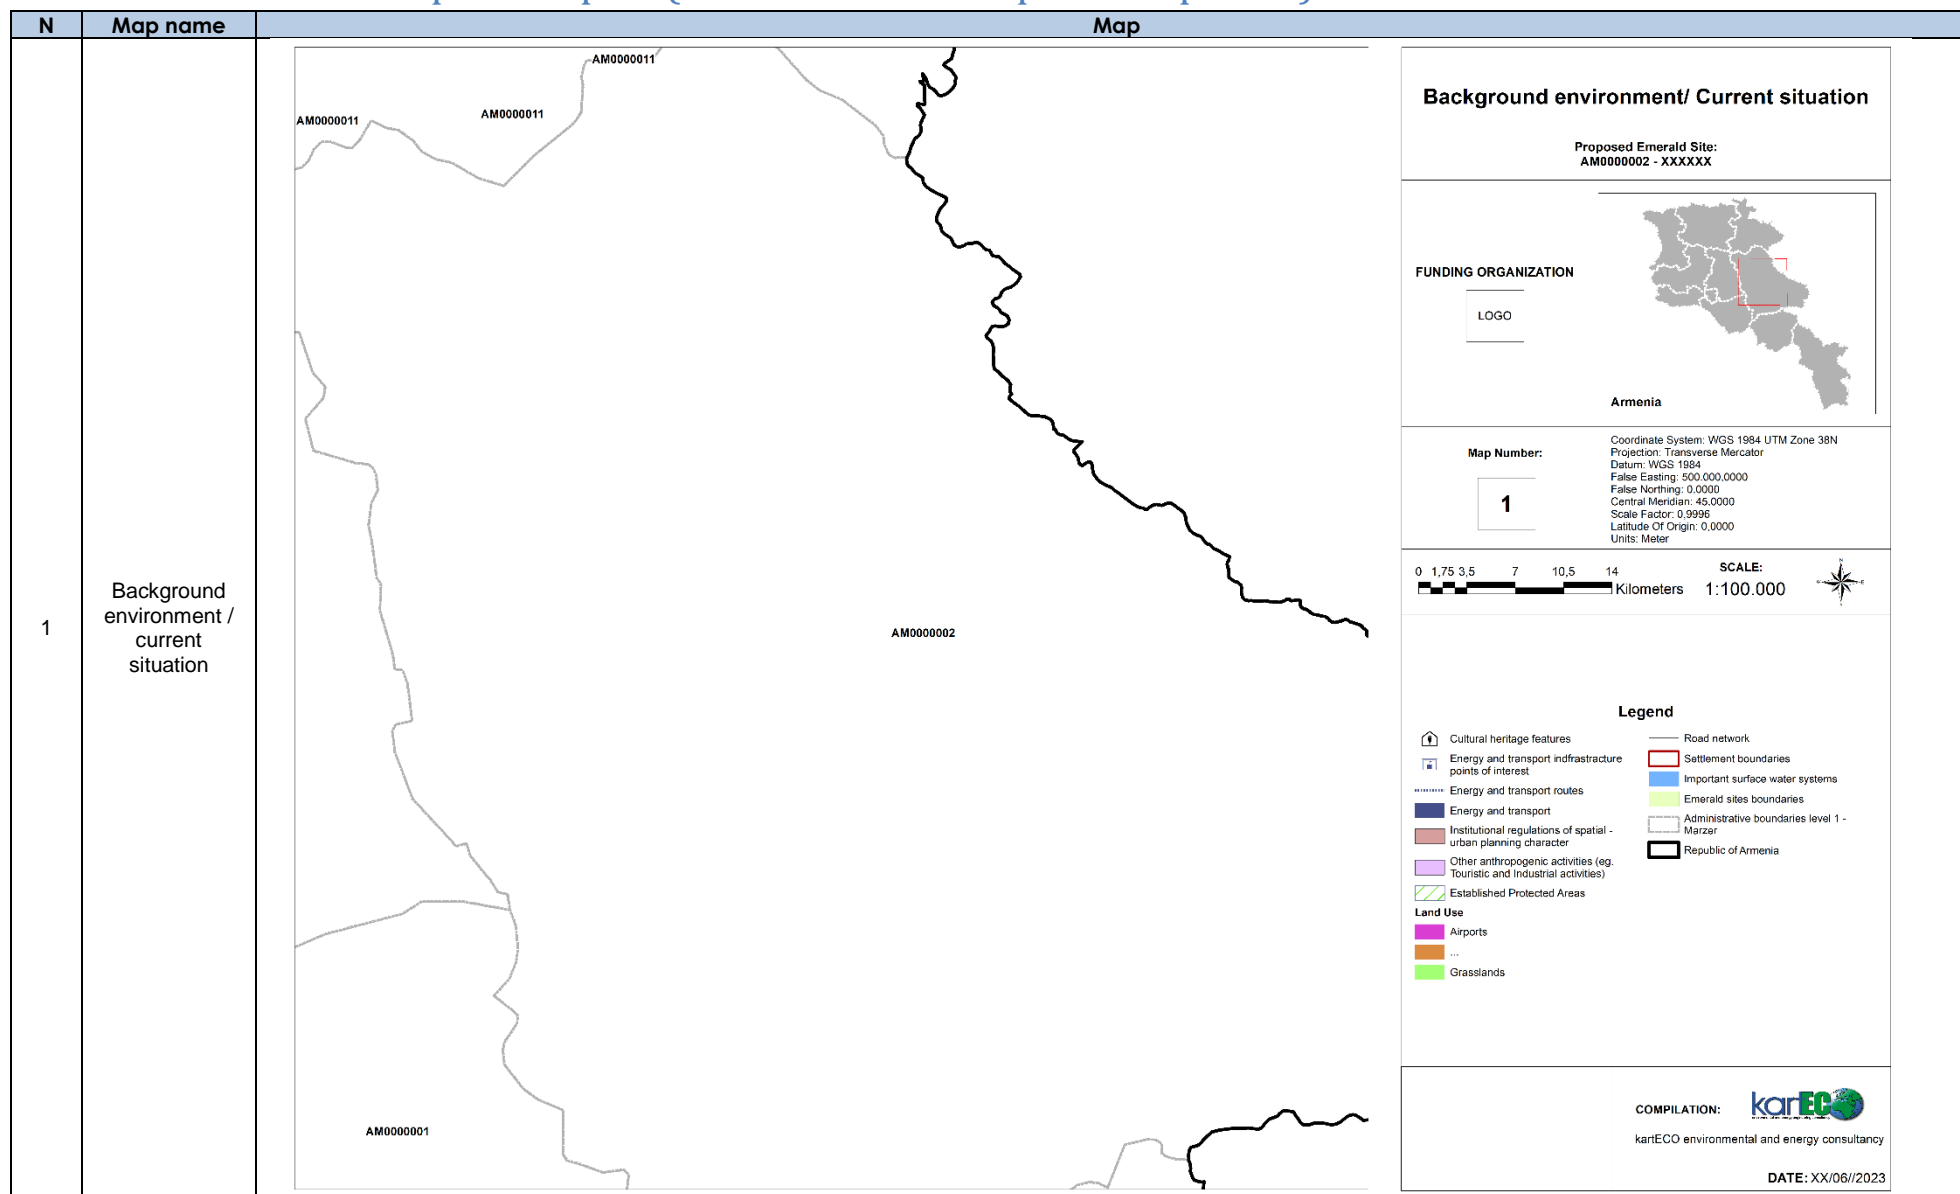 N
Map name
Map
1
Background
environment /
current
situation
AM0000011
AM0000011
AM0000011
AM0000002
AM0000001
Background environment/ Current situation
Proposed Emerald Site:
AM0000002 - XXXXXX
FUNDING ORGANIZATION
LOGO
Armenia
Map Number:
1
Coordinate System: WGS 1984 UTM Zone 38N
Projection: Transverse Mercator
Datum: WGS 1984
False Easting: 500.000,0000
False Northing: 0,0000
Central Meridian: 45,0000
Scale Factor: 0,9996
Latitude Of Origin: 0,0000
Units: Meter
0 1,75 3,5 7 10,5 14
Kilometers
SCALE:
1:100.000
Legend
Cultural heritage features
Energy and transport indfrastracture
points of interest
Energy and transport routes
Energy and transport
Institutional regulations of spatial -
urban planning character
Other anthropogenic activities (eg.
Touristic and Industrial activities)
Established Protected Areas
Land Use
Airports
...
Grasslands
Road network
Settlement boundaries
Important surface water systems
Emerald sites boundaries
Administrative boundaries level 1 -
Marzer
Republic of Armenia
COMPILATION:
kartECO
kartECO environmental and energy consultancy
DATE: XX/06//2023